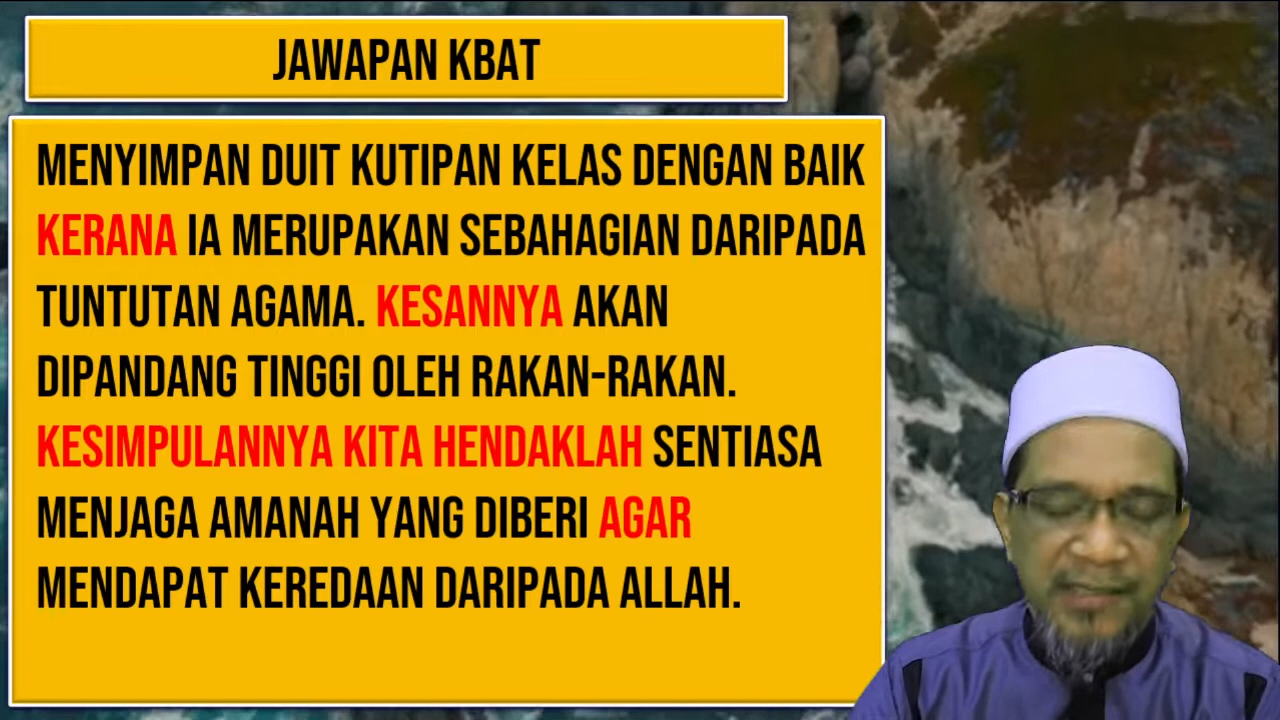 JAWAPAN KBAT
MENYIMPAN DUIT KUTIPAN KELAS DENGAN BAIK
KERANA IA MERUPAKAN SEBAHAGIAN DARIPADA
TUNTUTAN AGAMA. KESANNYA AKAN
DIPANDANG TINGGI OLEH RAKAN-RAKAN.
KESIMPULANNYA KITA HENDAKLAH SENTIASA
MENJAGA AMANAH YANG DIBERI AGAR
MENDAPAT KEREDAAN DARIPADA ALLAH.